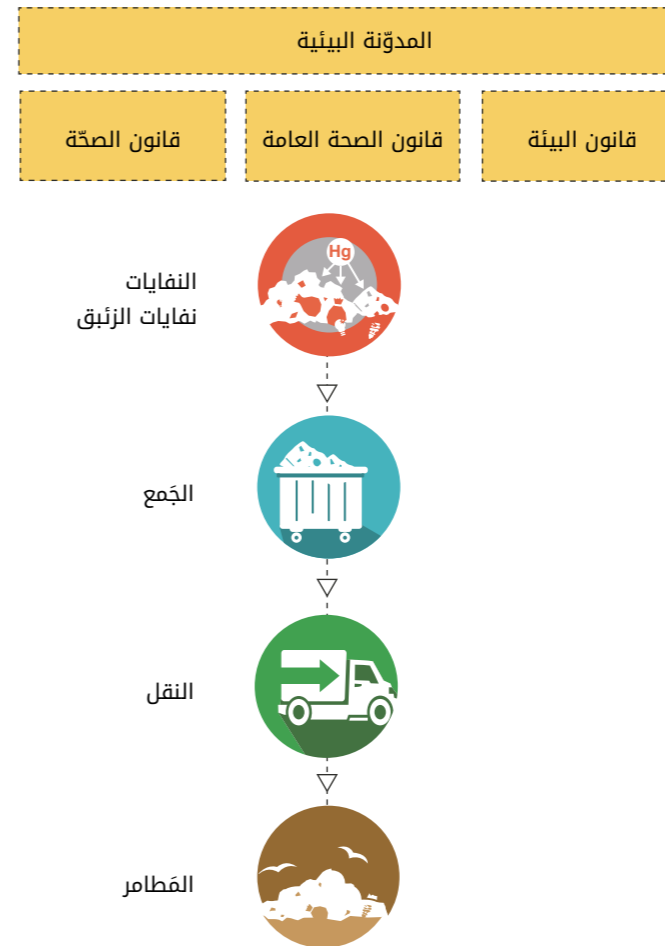 المدوّنة البيئية
قانون البيئة
قانون الصحة العامة
قانون الصحّة
Hg
النفايات
نفايات الزئبق
الجَمع
النقل
المَطامر